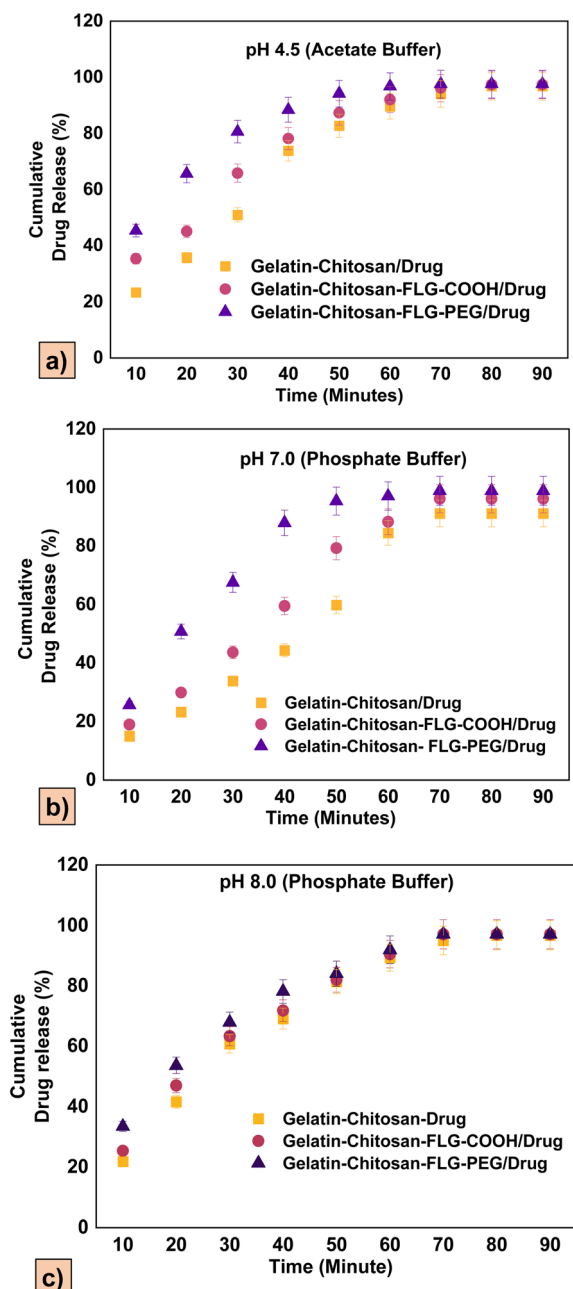 pH 4.5 (Acetate Buffer)
Cumulative
Drug Release (%)
120
100
80
60
40
20
0
Gelatin-Chitosan/Drug
Gelatin-Chitosan-FLG-COOH/Drug
Gelatin-Chitosan-FLG-PEG/Drug
10 20 30 40 50 60 70 80 90
Time (Minutes)
a)
pH 7.0 (Phosphate Buffer)
Cumulative
Drug Release (%)
120
100
80
60
40
20
0
Gelatin-Chitosan/Drug
Gelatin-Chitosan-FLG-COOH/Drug
Gelatin-Chitosan- FLG-PEG/Drug
10 20 30 40 50 60 70 80 90
Time (Minutes)
b)
pH 8.0 (Phosphate Buffer)
Cumulative
Drug release (%)
120
100
80
60
40
20
0
Gelatin-Chitosan-Drug
Gelatin-Chitosan-FLG-COOH/Drug
Gelatin-Chitosan-FLG-PEG/Drug
10 20 30 40 50 60 70 80 90
Time (Minute)
c)